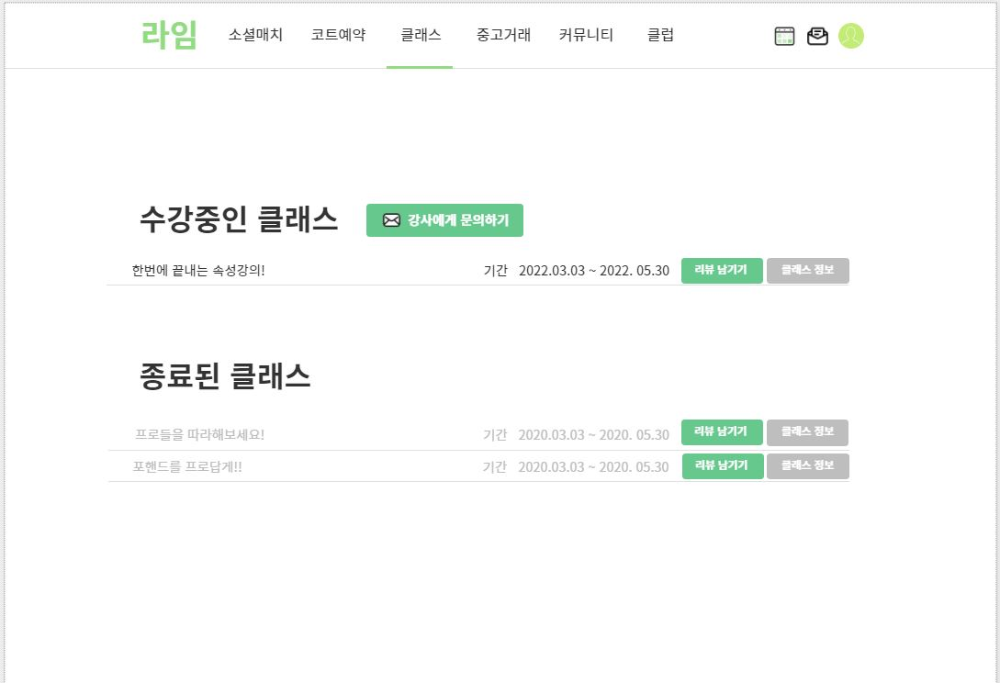 라임 소셜매치 코트예약 클래스 중고거래 커뮤니티 클럽
수강중인 클래스 강사에게 문의하기
한번에 끝내는 속성강의! 기간 2022.03.03 ~ 2022. 05.30 리뷰 남기기 클래스 정보
종료된 클래스
프로들을 따라해보세요! 기간 2020.03.03 ~ 2020. 05.30 리뷰 남기기 클래스 정보
포핸드를 프로답게!! 기간 2020.03.03 ~ 2020. 05.30 리뷰 남기기 클래스 정보